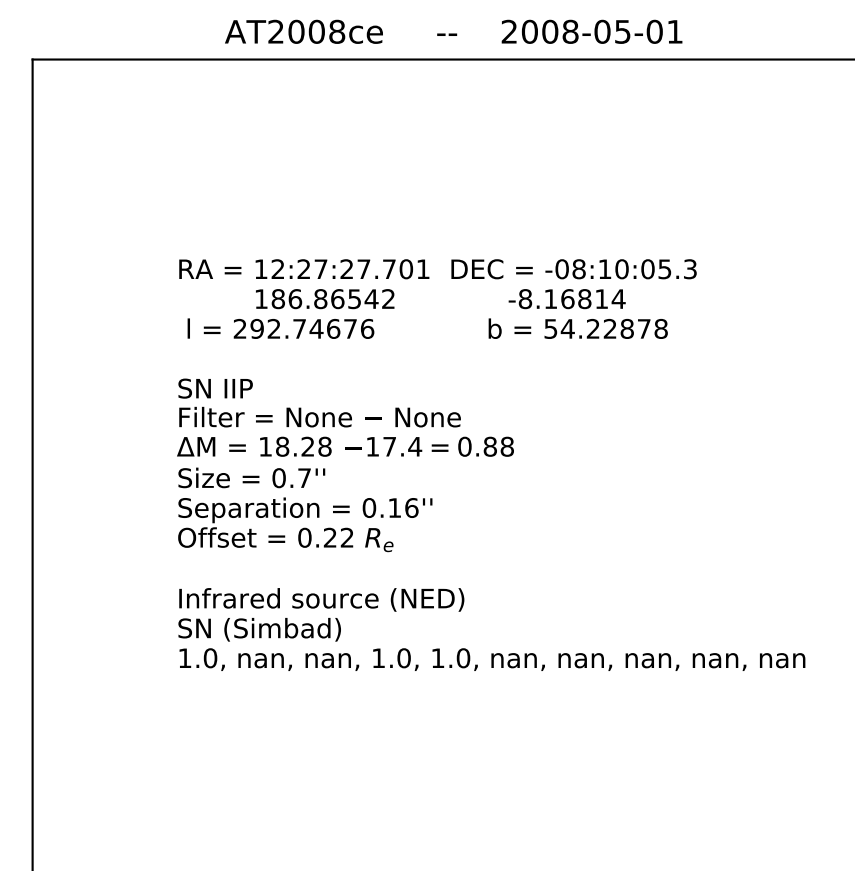 AT2008ce -- 2008-05-01
RA = 12:27:27.701 DEC = -08:10:05.3
186.86542 -8.16814
l = 292.74676 b = 54.22878
SN IIP
Filter = None − None
ΔM = 18.28 −17.4 = 0.88
Size = 0.7''
Separation = 0.16''
Offset = 0.22 Rₑ
Infrared source (NED)
SN (Simbad)
1.0, nan, nan, 1.0, 1.0, nan, nan, nan, nan, nan